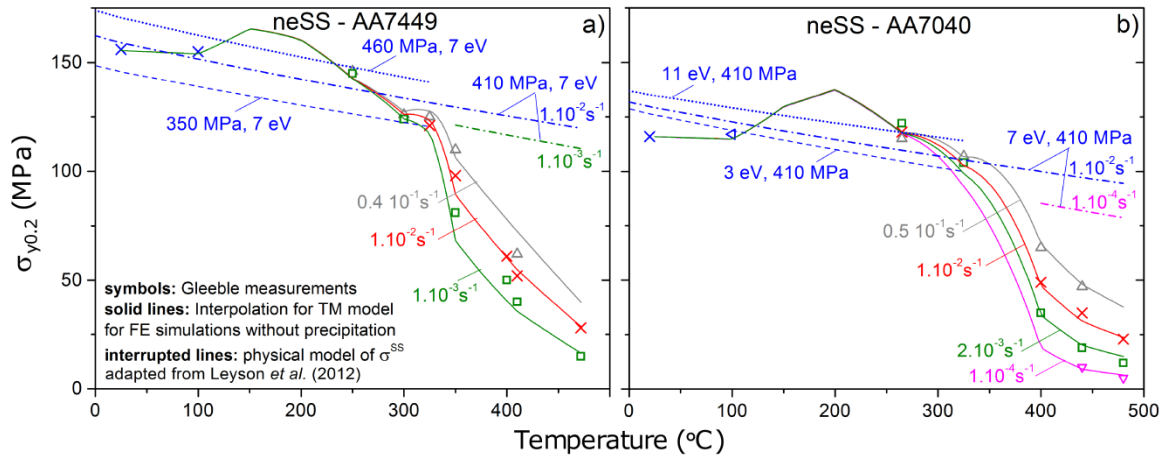 neSS - AA7449
a)
460 MPa, 7 eV
410 MPa, 7 eV
1.10⁻²s⁻¹
350 MPa, 7 eV
1.10⁻³s⁻¹
0.4 10⁻¹s⁻¹
1.10⁻²s⁻¹
1.10⁻³s⁻¹
symbols: Gleeble measurements
solid lines: Interpolation for TM model
for FE simulations without precipitation
interrupted lines: physical model of σ^SS
adapted from Leyson et al. (2012)
σy0.2 (MPa)
150
100
50
0
0 100 200 300 400
neSS - AA7040
b)
11 eV, 410 MPa
7 eV, 410 MPa
1.10⁻²s⁻¹
3 eV, 410 MPa
1.10⁻⁴s⁻¹
0.5 10⁻¹s⁻¹
1.10⁻²s⁻¹
2.10⁻³s⁻¹
1.10⁻⁴s⁻¹
0 100 200 300 400 500
Temperature (ºC)